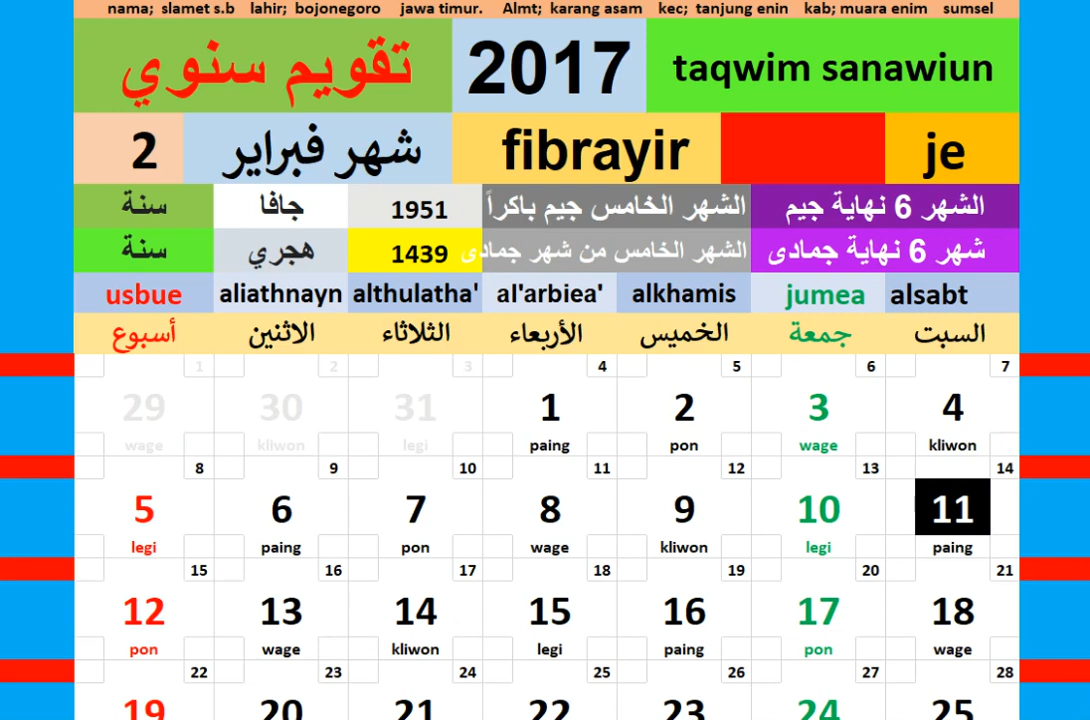 nama; slamet s.b lahir; bojonegoro jawa timur. Almt; karang asam kec; tanjung enin kab; muara enim sumsel
تقويم سنوي 2017 taqwim sanawiun
2 شهر فبراير fibrayir je
سنة جافا 1951 الشهر الخامس جيم باكراً الشهر 6 نهاية جيم
سنة هجري 1439 الشهر الخامس من شهر جمادى شهر 6 نهاية جمادى
usbue aliathnayn althulatha' al'arbiea' alkhamis jumea alsabt
أسبوع الاثنين الثلاثاء الأربعاء الخميس جمعة السبت
1 2 3 4 5 6 7
29 30 31 1 2 3 4
wage kliwon legi paing pon wage kliwon
8 9 10 11 12 13 14
5 6 7 8 9 10 11
legi paing pon wage kliwon legi paing
15 16 17 18 19 20 21
12 13 14 15 16 17 18
pon wage kliwon legi paing pon wage
22 23 24 25 26 27 28
19 20 21 22 23 24 25